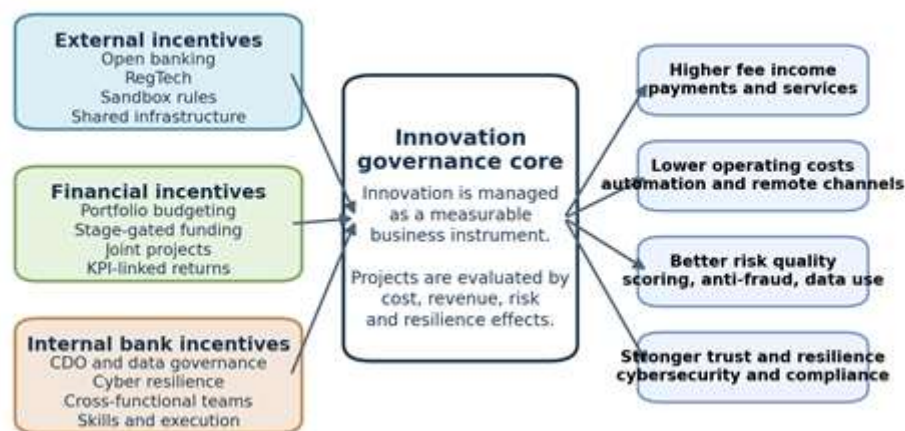 External incentives
Open banking
RegTech
Sandbox rules
Shared infrastructure
Financial incentives
Portfolio budgeting
Stage-gated funding
Joint projects
KPI-linked returns
Internal bank incentives
CDO and data governance
Cyber resilience
Cross-functional teams
Skills and execution
Innovation
governance core
Innovation is managed
as a measurable
business instrument.
Projects are evaluated by
cost, revenue, risk
and resilience effects.
Higher fee income
payments and services
Lower operating costs
automation and remote channels
Better risk quality
scoring, anti-fraud, data use
Stronger trust and resilience
cybersecurity and compliance